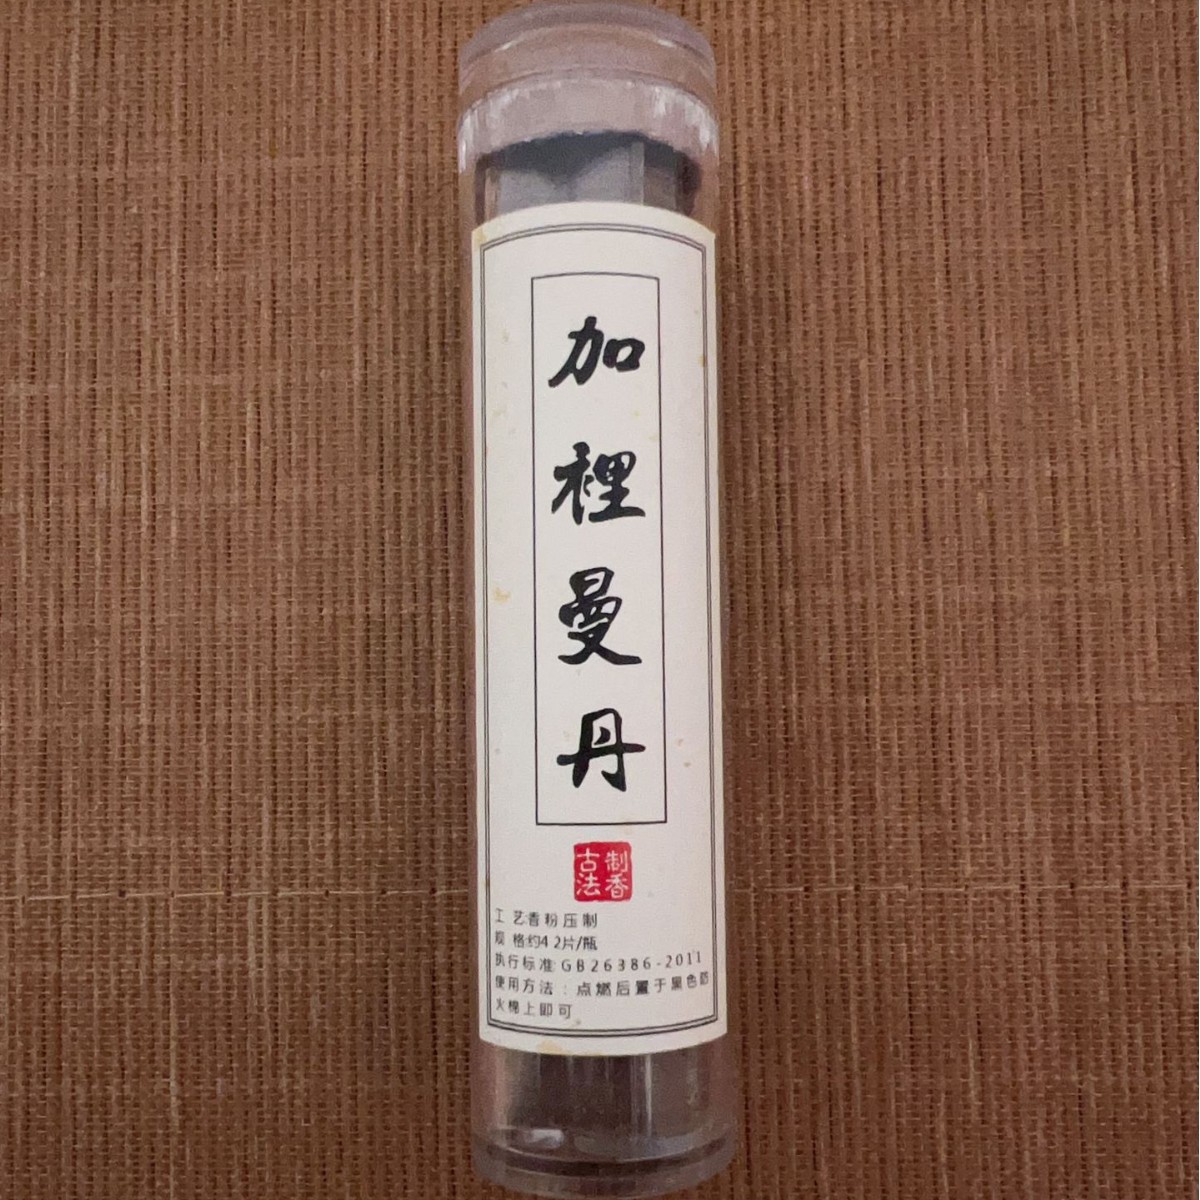 加裡曼丹
古法
制香
工 艺:香粉压制
规 格:约42片/瓶
执行标准:GB26386-2011
使用方法：点燃后置于黑色防
火棉上即可